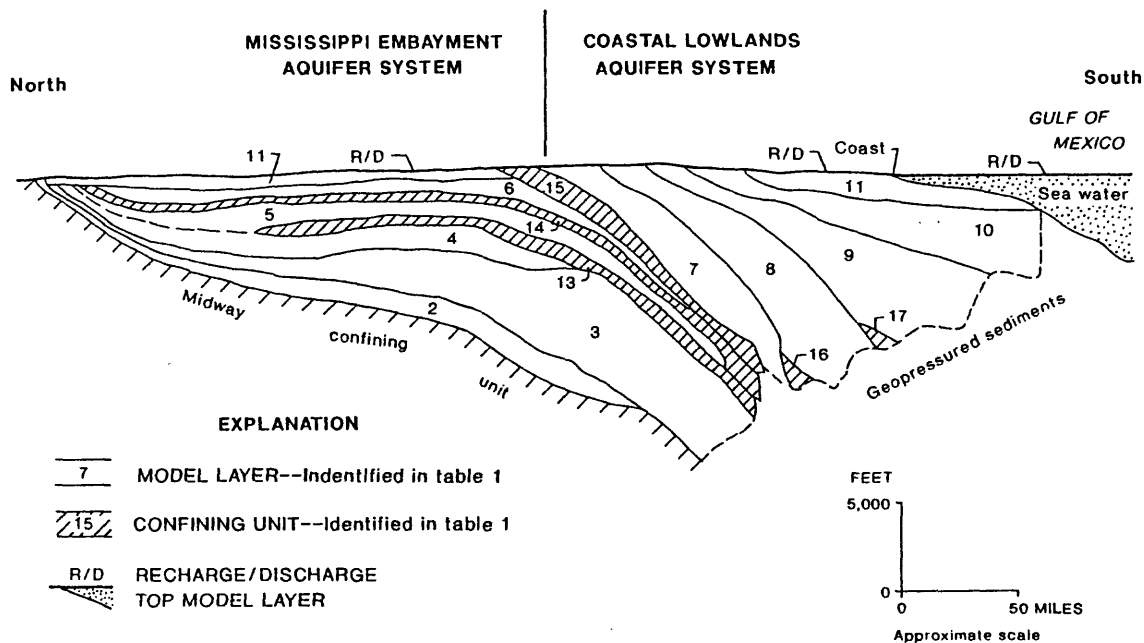 MISSISSIPPI EMBAYMENT
AQUIFER SYSTEM
COASTAL LOWLANDS
AQUIFER SYSTEM
North
South
GULF OF
MEXICO
11
R/D
R/D
Coast
R/D
Sea water
6
15
11
5
14
10
4
7
8
9
13
2
3
17
16
Midway
confining
unit
Geopressured sediments
EXPLANATION
7
MODEL LAYER--Indentified in table 1
15
CONFINING UNIT--Identified in table 1
R/D
RECHARGE/DISCHARGE
TOP MODEL LAYER
FEET
5,000
0
0
50 MILES
Approximate scale